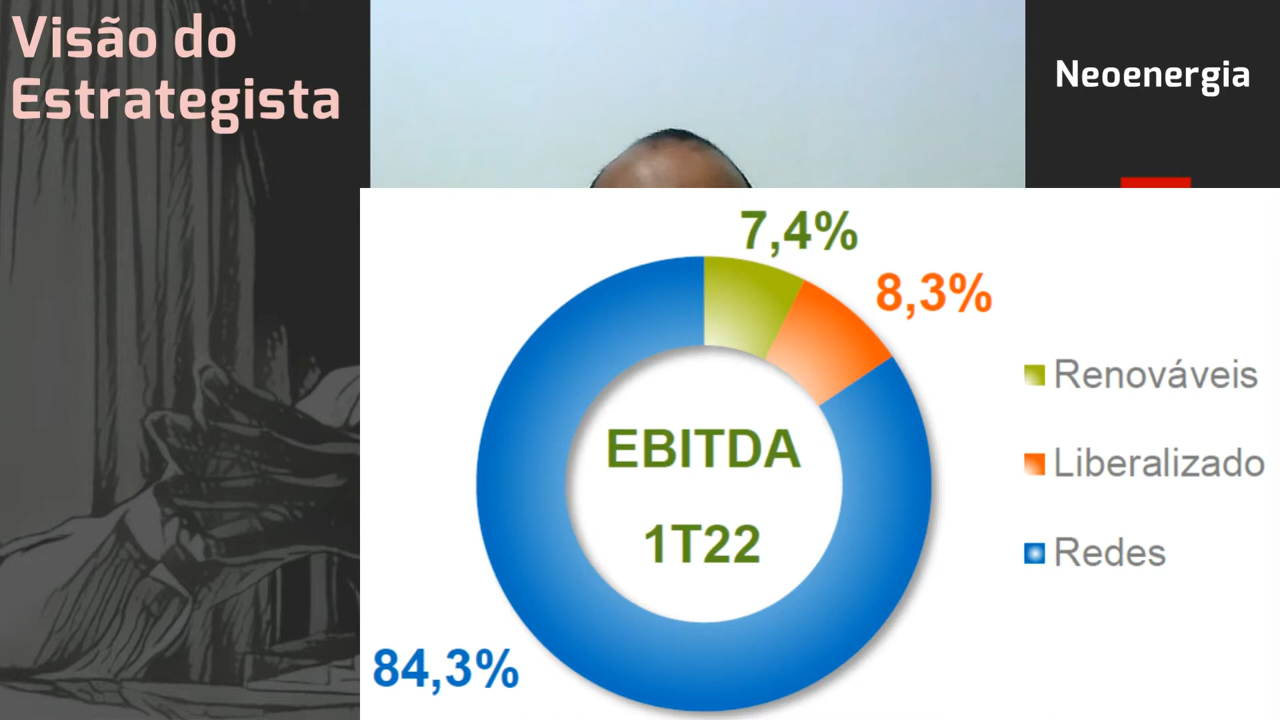 Visão do
Estrategista
Neoenergia
7,4%
8,3%
Renováveis
EBITDA
Liberalizado
1T22
Redes
84,3%